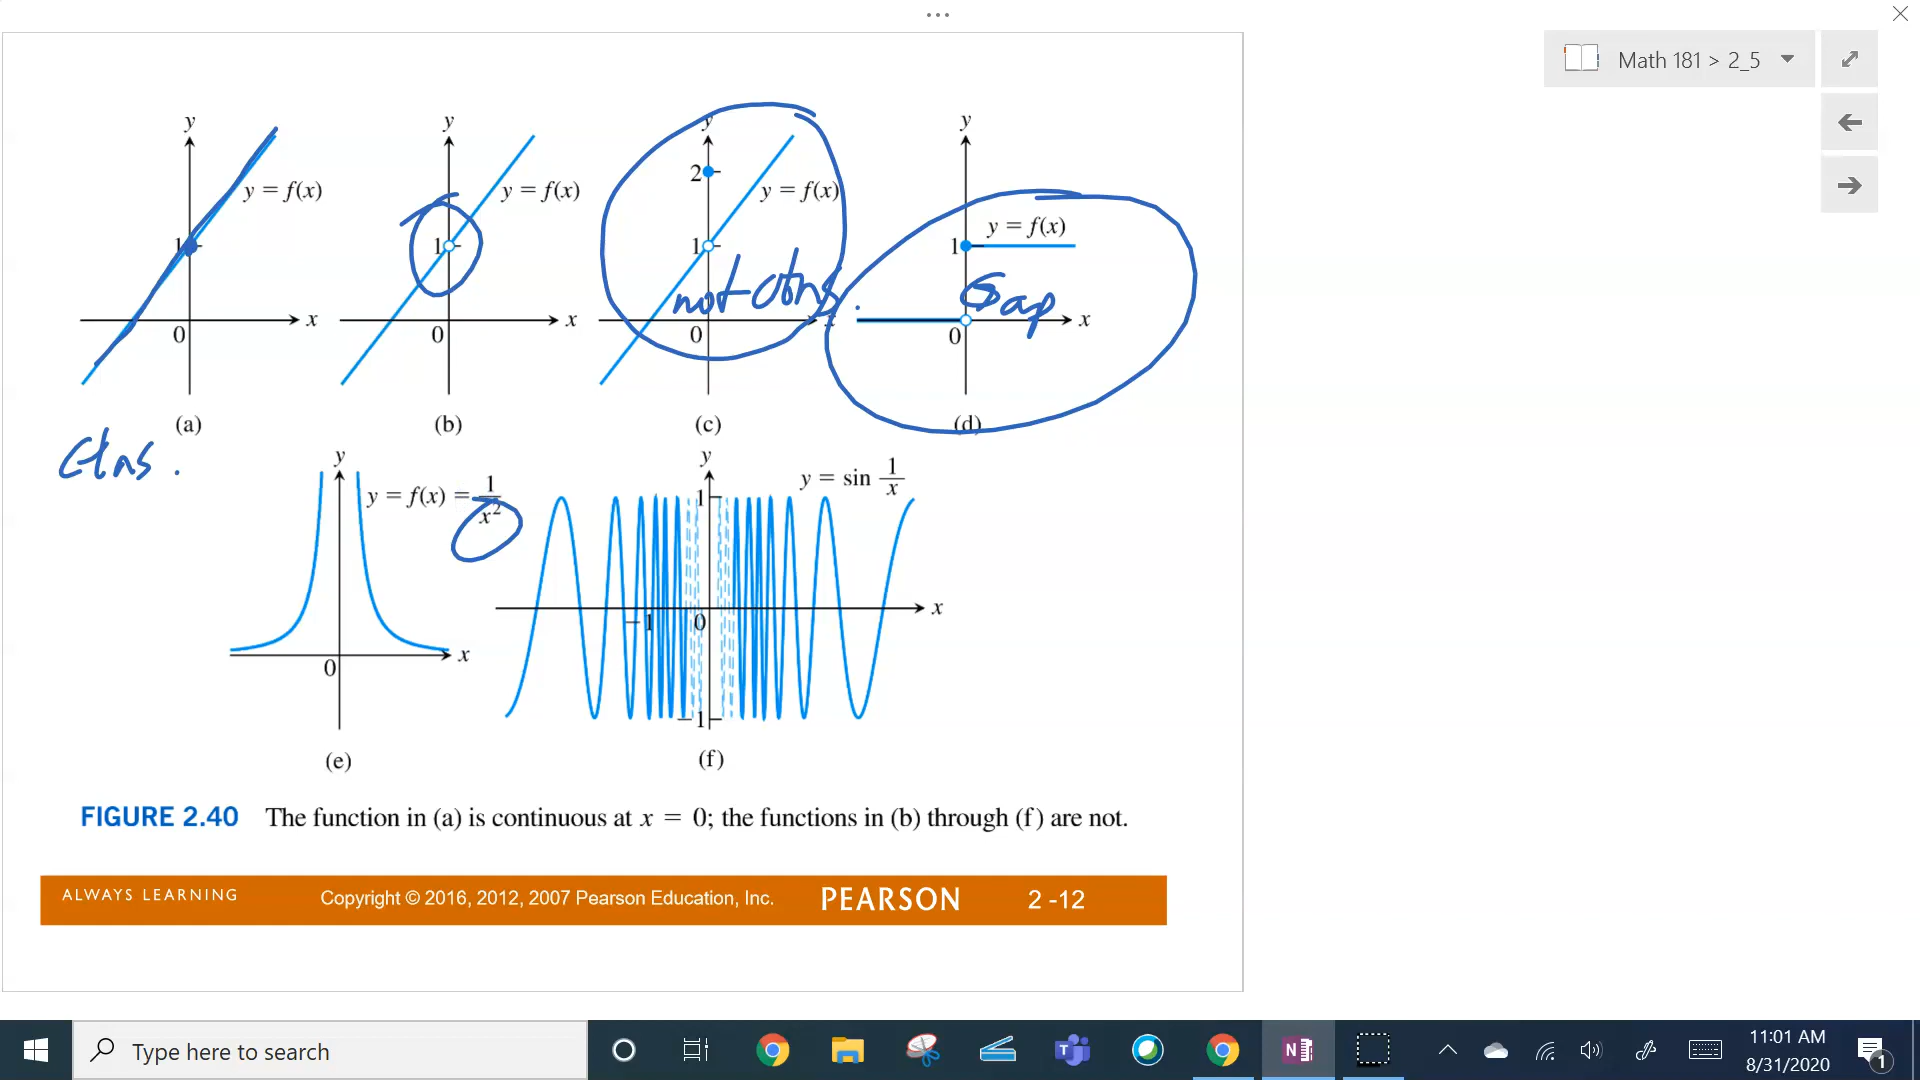 Math 181 > 2_5
y y y y
2
y = f(x) y = f(x) y = f(x) y = f(x)
1 1 1 1
not Gap
x x x x
0 0 0 0
(a) (b) (c) (d)
y y
y = f(x) = 1/x² y = sin 1/x
1
x x
-1 0
0
-1
(e) (f)
FIGURE 2.40 The function in (a) is continuous at x = 0; the functions in (b) through (f) are not.
ALWAYS LEARNING Copyright © 2016, 2012, 2007 Pearson Education, Inc. PEARSON 2 -12
Type here to search
11:01 AM
8/31/2020
1